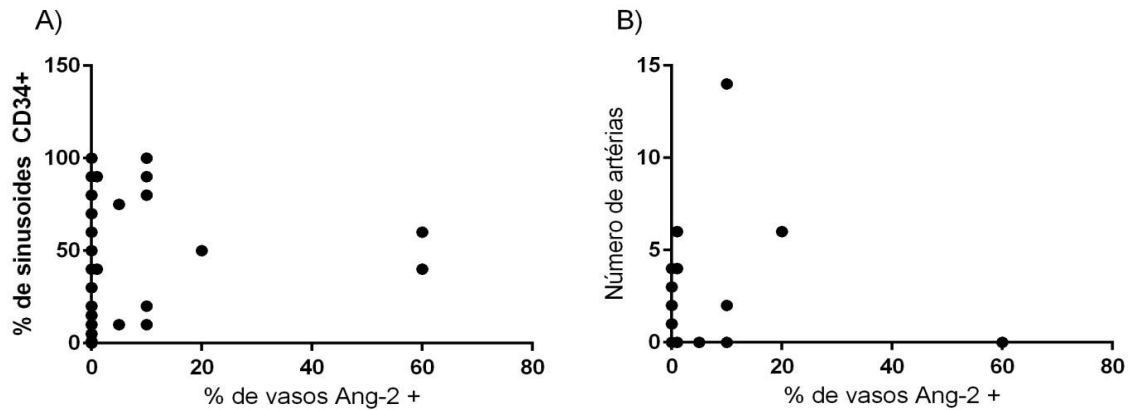 A)
% de sinusoides CD34+
150
100
50
0
0 20 40 60 80
% de vasos Ang-2 +
B)
Número de artérias
15
10
5
0
0 20 40 60 80
% de vasos Ang-2 +